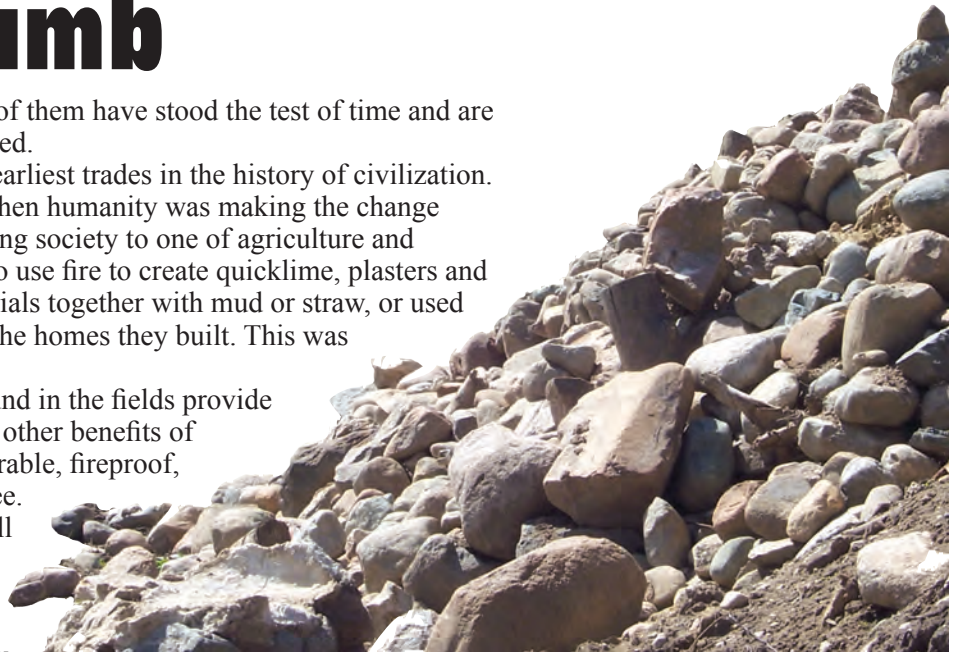 umb
of them have stood the test of time and are
ed.
earliest trades in the history of civilization.
hen humanity was making the change
ng society to one of agriculture and
o use fire to create quicklime, plasters and
ials together with mud or straw, or used
he homes they built. This was
nd in the fields provide
other benefits of
rable, fireproof,
ee.
ll